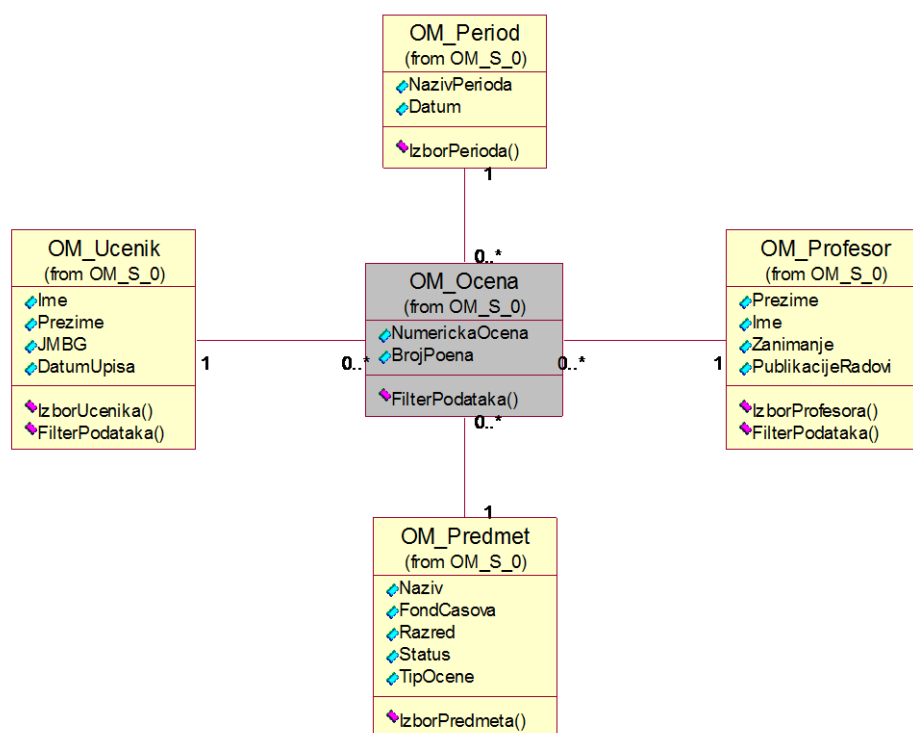 OM_Period
(from OM_S_0)
NazivPerioda
Datum
IzborPerioda()
1
0..*
OM_Ucenik
(from OM_S_0)
Ime
Prezime
JMBG
DatumUpisa
IzborUcenika()
FilterPodataka()
1
0..*
OM_Ocena
(from OM_S_0)
NumerickaOcena
BrojPoena
FilterPodataka()
0..*
1
OM_Profesor
(from OM_S_0)
Prezime
Ime
Zanimanje
PublikacijeRadovi
IzborProfesora()
FilterPodataka()
0..*
1
OM_Predmet
(from OM_S_0)
Naziv
FondCasova
Razred
Status
TipOcene
IzborPredmeta()